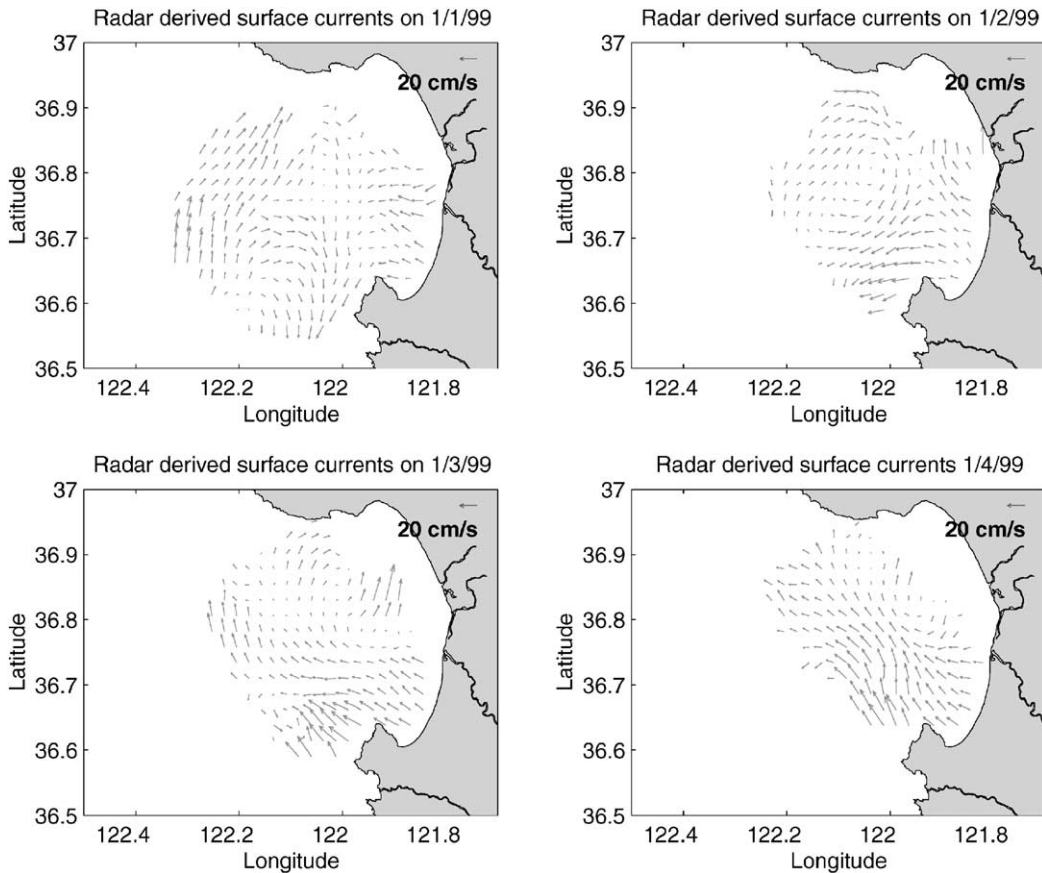 Radar derived surface currents on 1/1/99
37
36.9
36.8
36.7
36.6
36.5
Latitude
20 cm/s
122.4 122.2 122 121.8
Longitude
Radar derived surface currents on 1/2/99
37
36.9
36.8
36.7
36.6
36.5
Latitude
20 cm/s
122.4 122.2 122 121.8
Longitude
Radar derived surface currents on 1/3/99
37
36.9
36.8
36.7
36.6
36.5
Latitude
20 cm/s
122.4 122.2 122 121.8
Longitude
Radar derived surface currents 1/4/99
37
36.9
36.8
36.7
36.6
36.5
Latitude
20 cm/s
122.4 122.2 122 121.8
Longitude